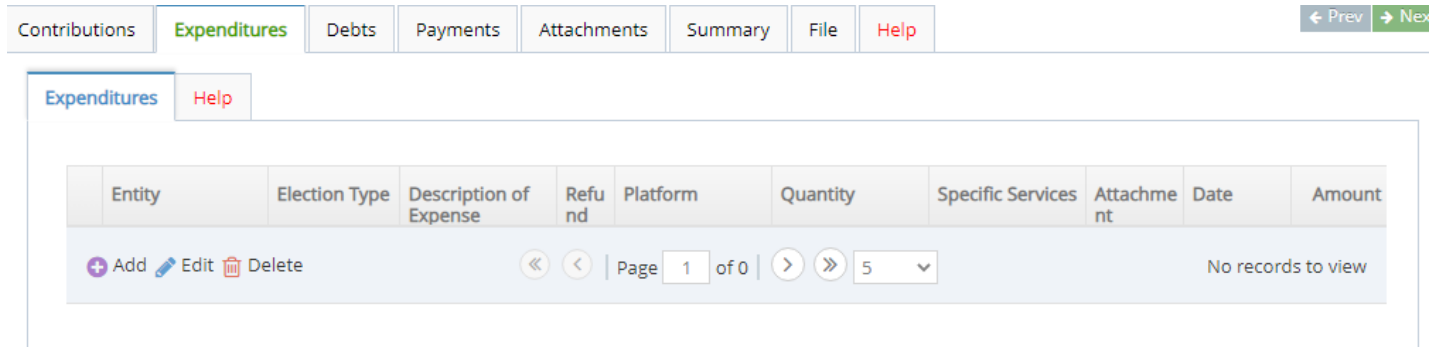 Contributions Expenditures Debts Payments Attachments Summary File Help Prev Nex
Expenditures Help
Entity Election Type Description of Expense Refu nd Platform Quantity Specific Services Attachme nt Date Amount
Add Edit Delete Page 1 of 0 5 No records to view